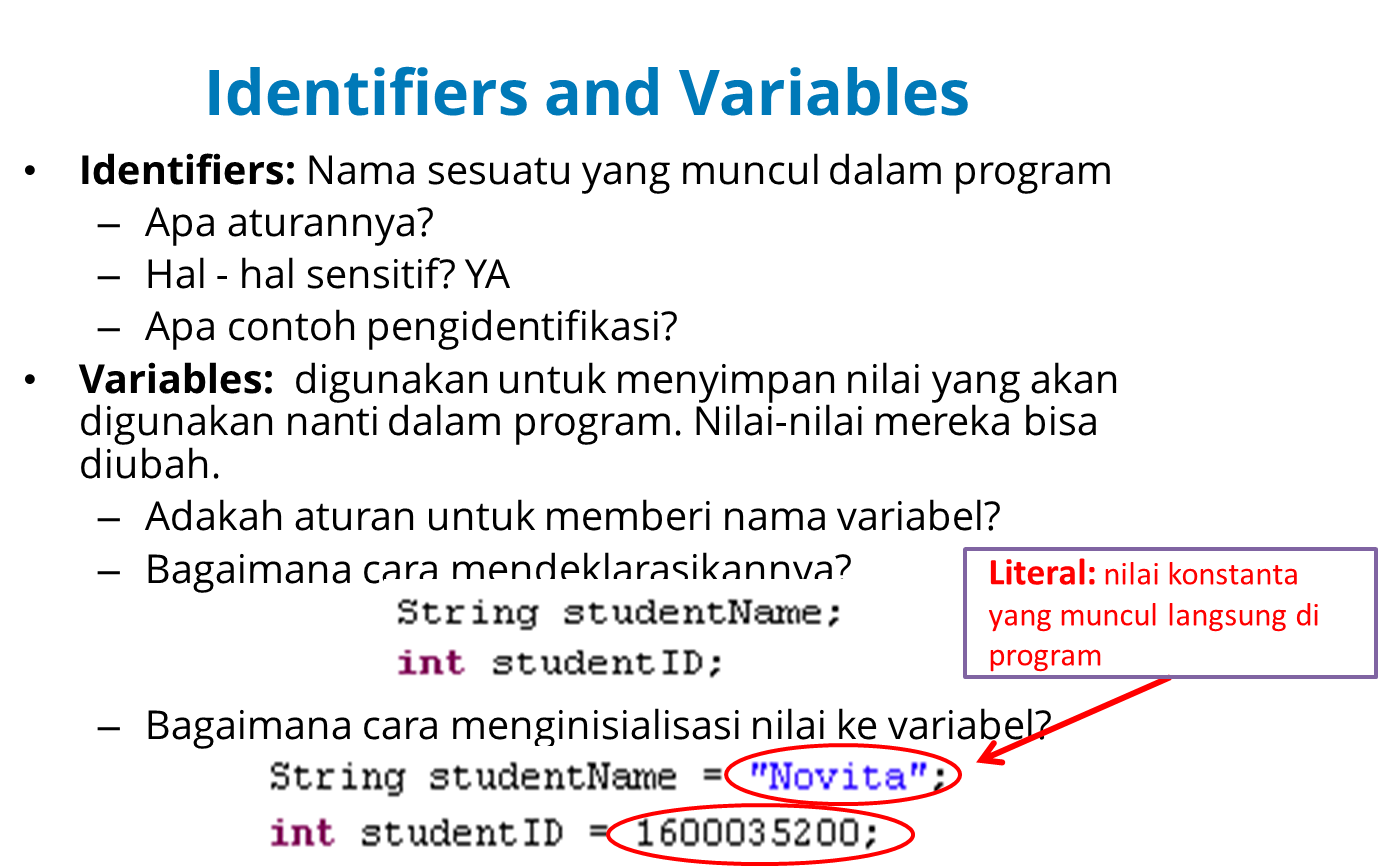 Identifiers and Variables
• Identifiers: Nama sesuatu yang muncul dalam program
– Apa aturannya?
– Hal - hal sensitif? YA
– Apa contoh pengidentifikasi?
• Variables: digunakan untuk menyimpan nilai yang akan
digunakan nanti dalam program. Nilai-nilai mereka bisa
diubah.
– Adakah aturan untuk memberi nama variabel?
– Bagaimana cara mendeklarasikannya?
String studentName;
int studentID;
Literal: nilai konstanta
yang muncul langsung di
program
– Bagaimana cara menginisialisasi nilai ke variabel?
String studentName = "Novita";
int studentID = 1600035200;